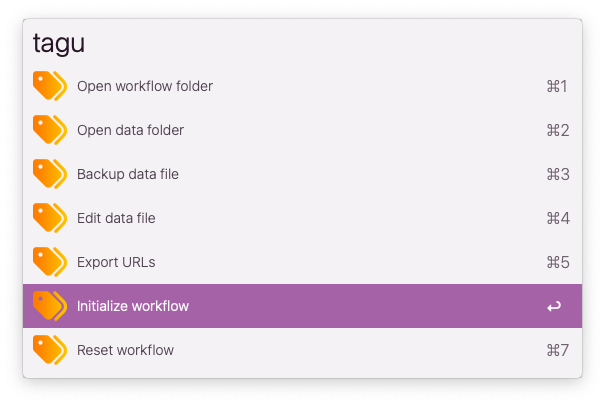 tagu
Open workflow folder ⌘1
Open data folder ⌘2
Backup data file ⌘3
Edit data file ⌘4
Export URLs ⌘5
Initialize workflow ↩
Reset workflow ⌘7